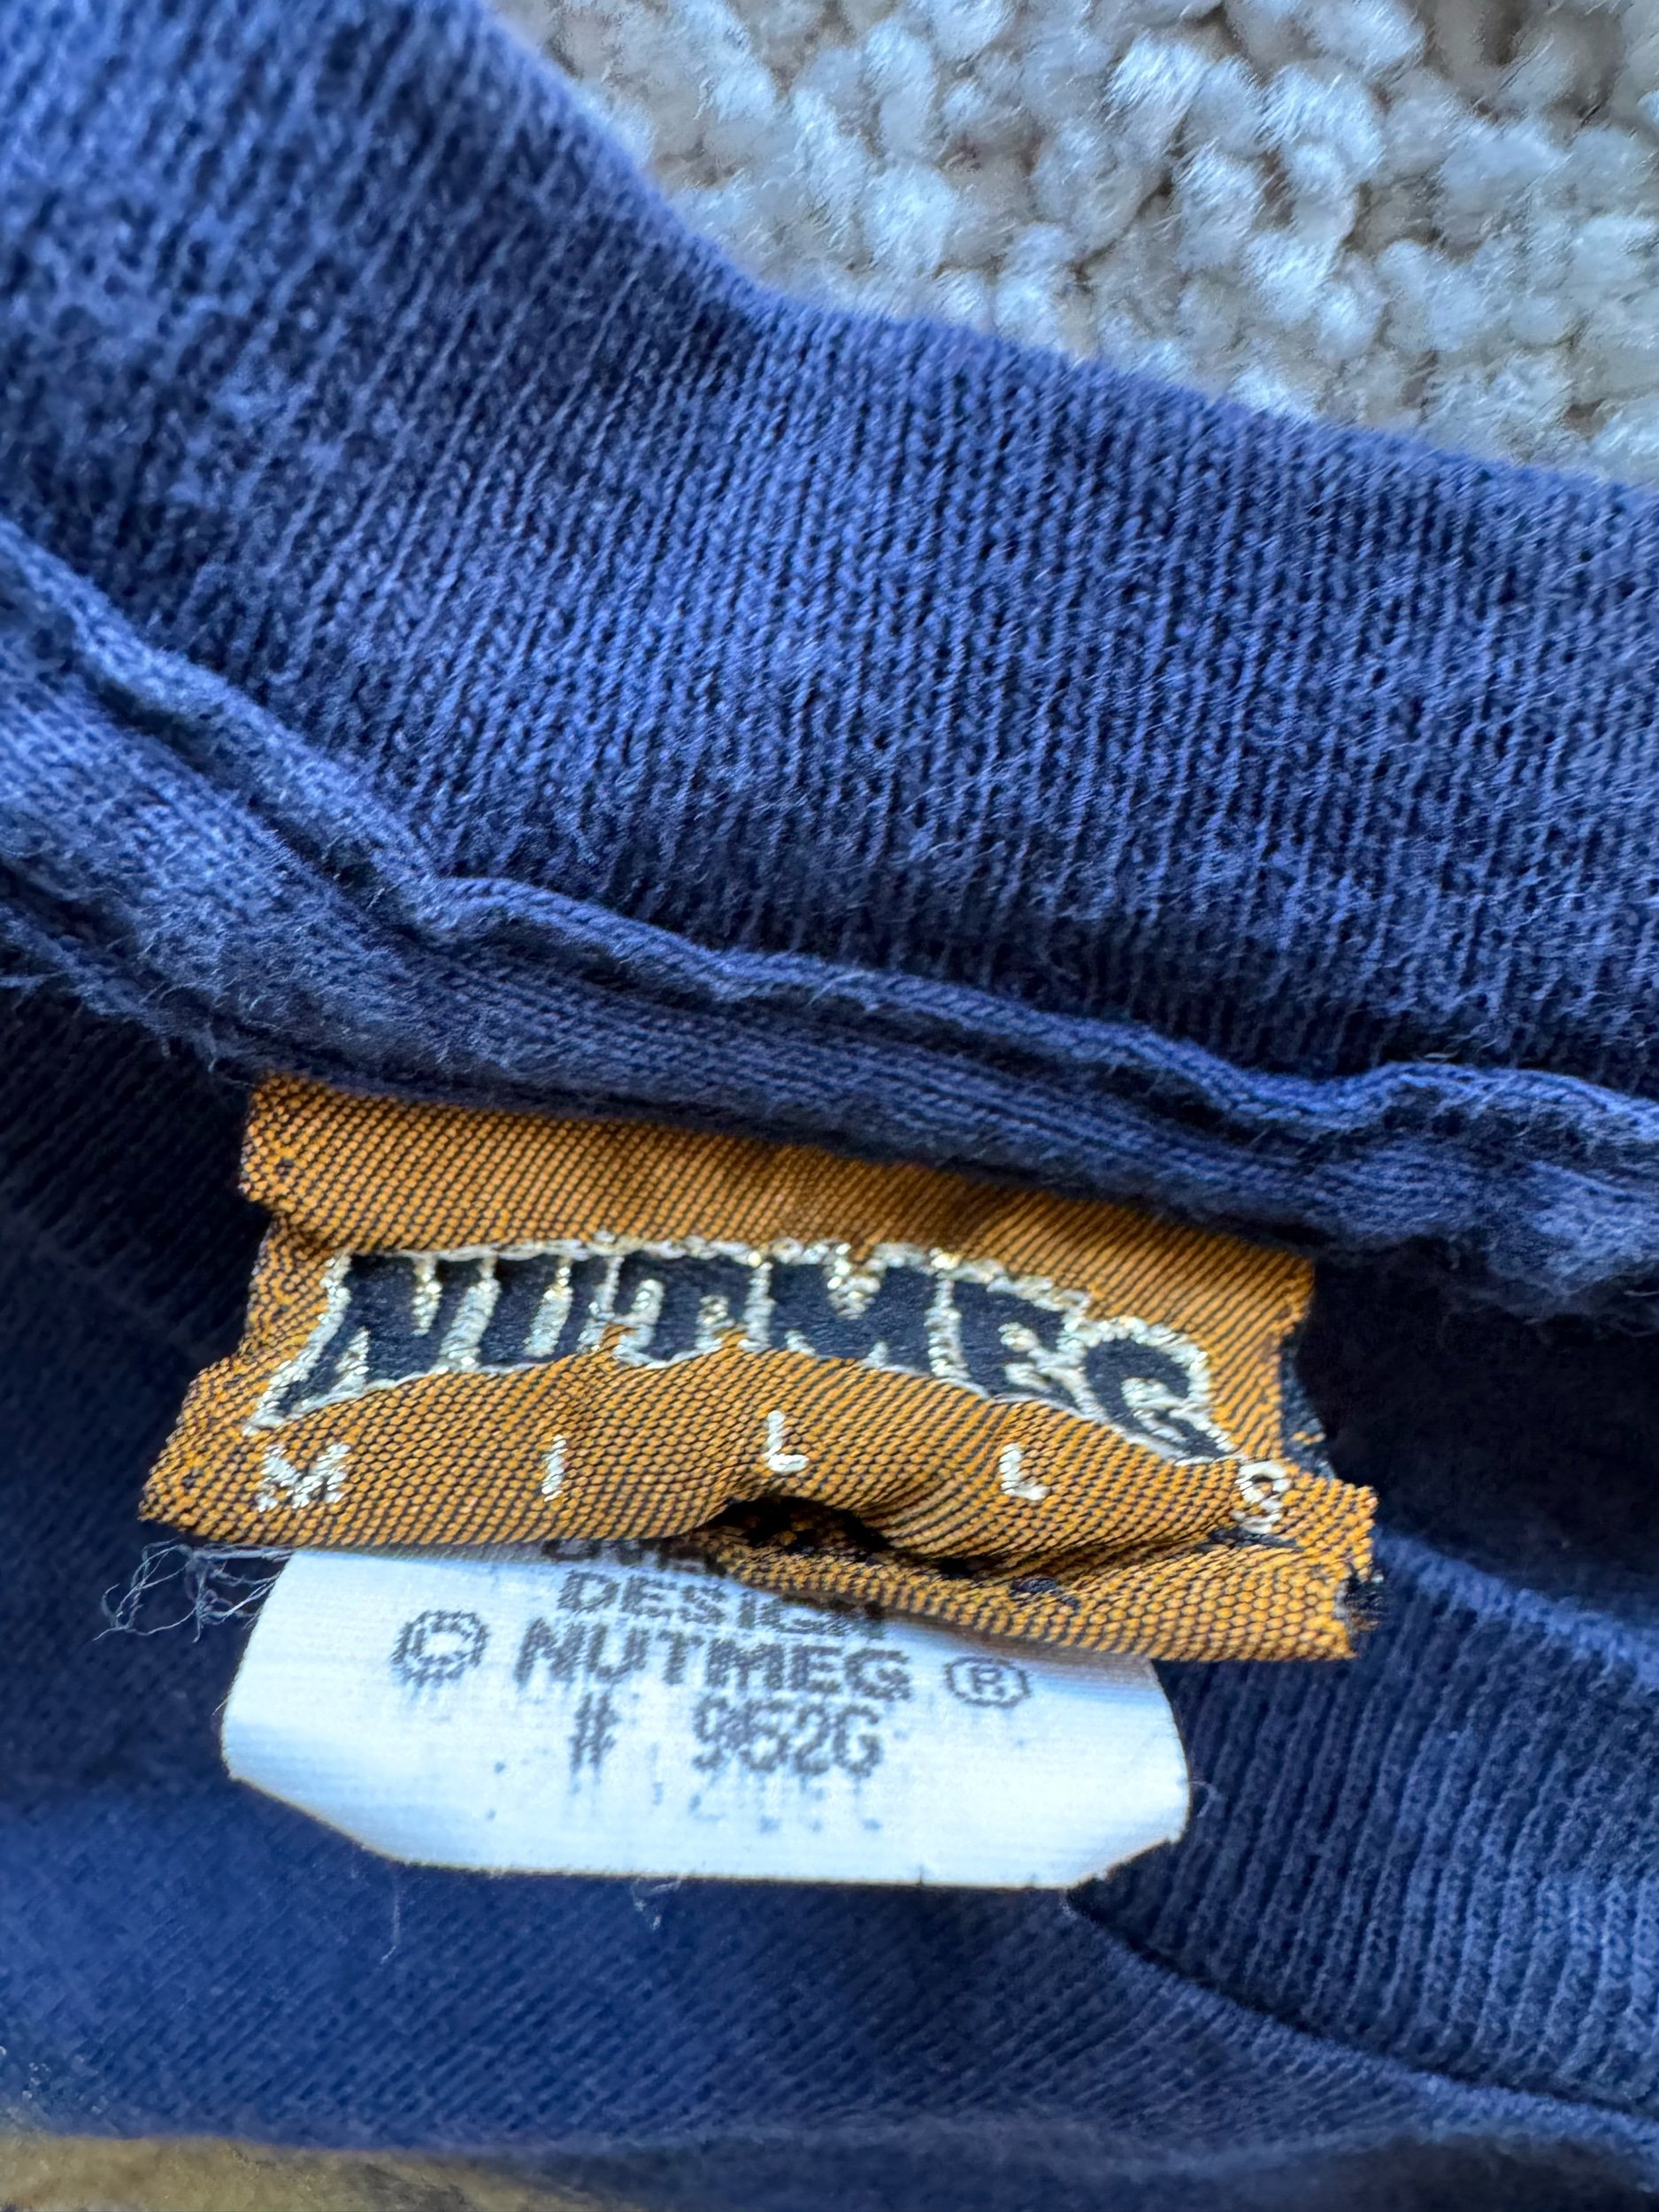 NUTMEG
MILLS
DESIGN
© NUTMEG ®
# 952G